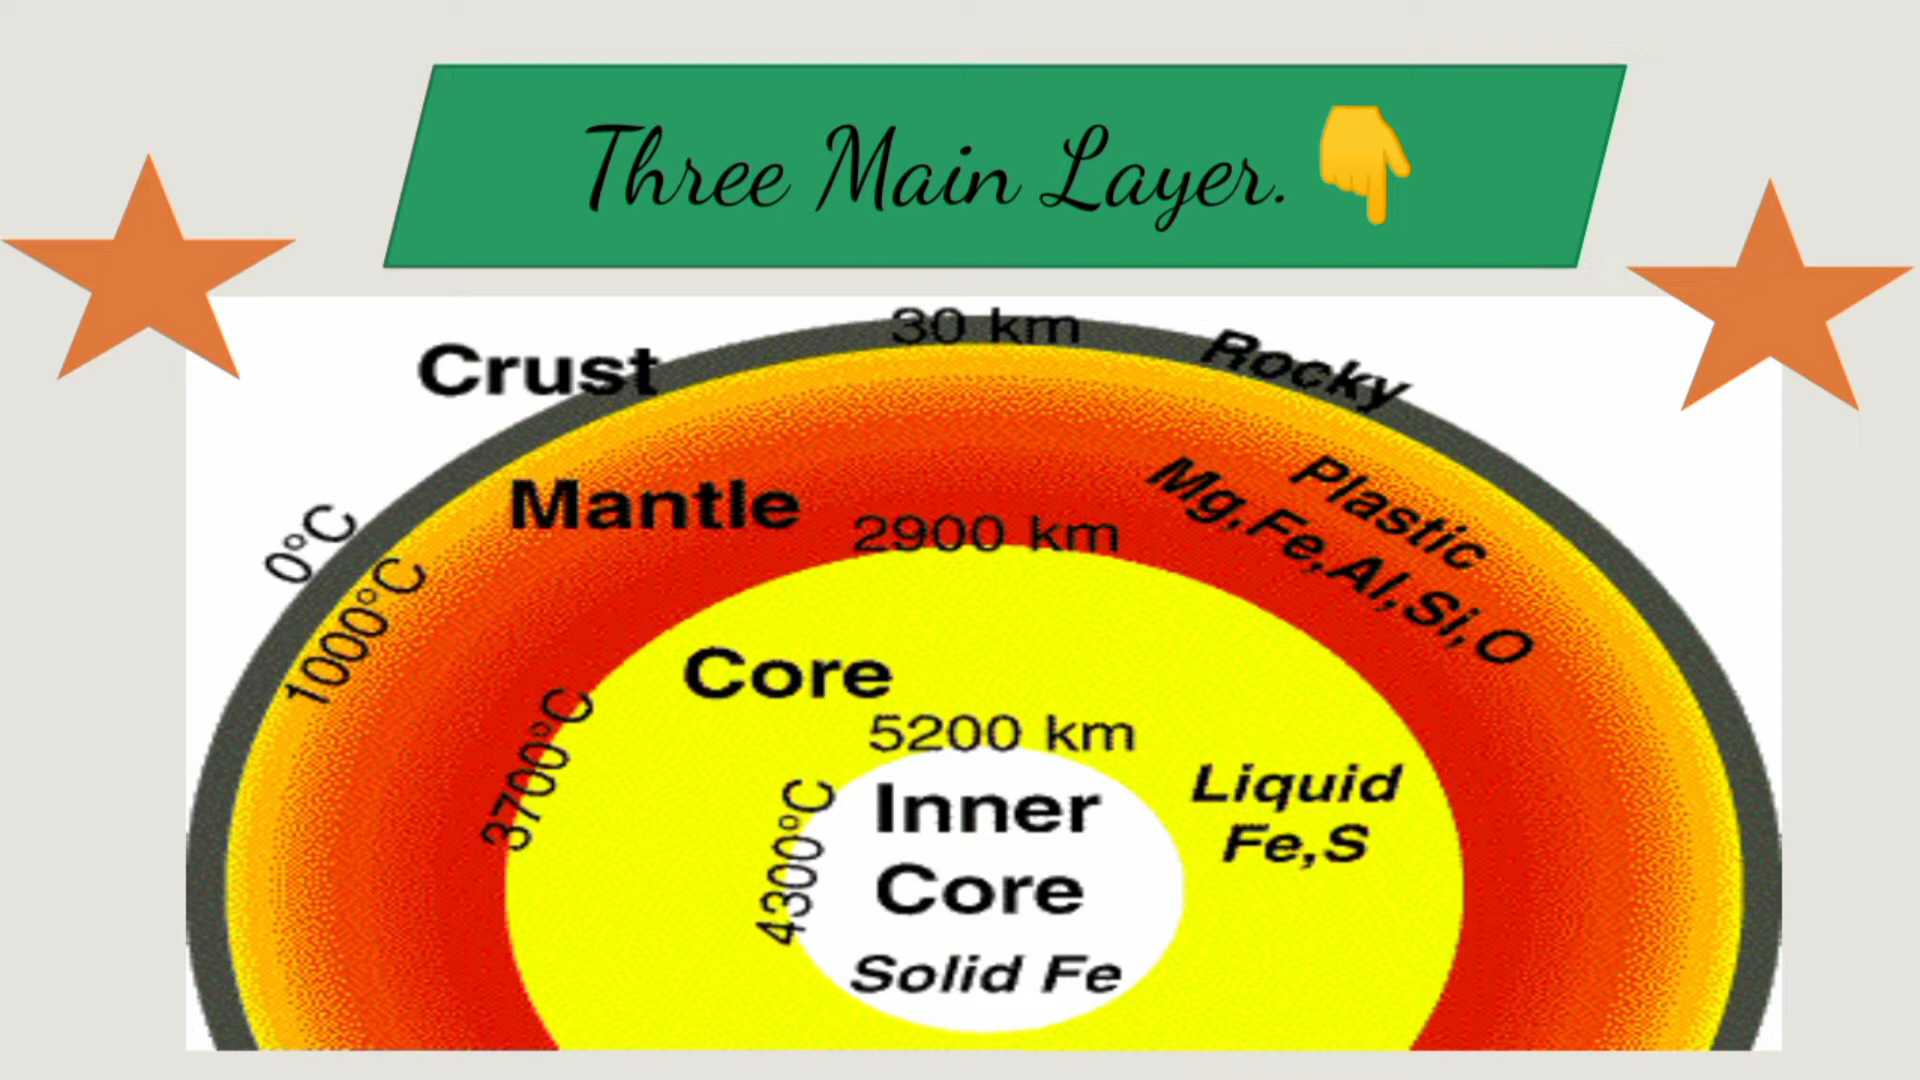 Three Main Layer. 👇
30 km
Crust
Rocky
Mantle
Plastic
Mg,Fe,Al,Si,O
2900 km
0°C
1000°C
Core
3700°C
5200 km
Liquid
Fe,S
4300°C
Inner
Core
Solid Fe